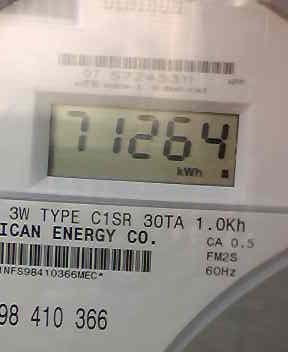 71264
kWh
3W TYPE C1SR 30TA 1.0Kh
ICAN ENERGY CO.
CA 0.5
FM2S
60Hz
NFS98410366MEC*
98 410 366